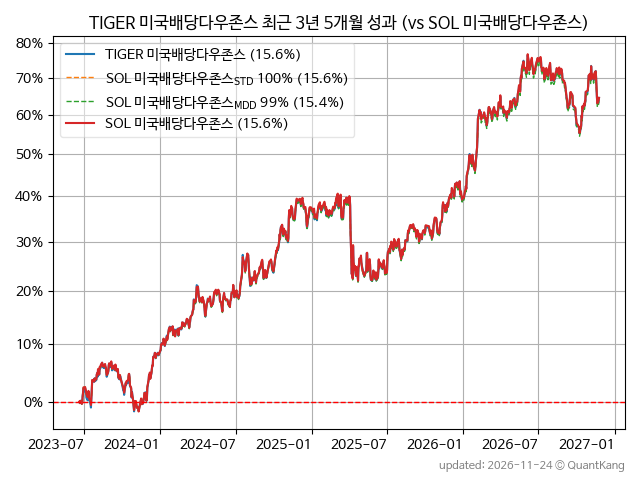 TIGER 미국배당다우존스 최근 3년 5개월 성과 (vs SOL 미국배당다우존스)
80%
70%
60%
50%
40%
30%
20%
10%
0%
TIGER 미국배당다우존스 (15.6%)
SOL 미국배당다우존스STD 100% (15.6%)
SOL 미국배당다우존스MDD 99% (15.4%)
SOL 미국배당다우존스 (15.6%)
2023-07 2024-01 2024-07 2025-01 2025-07 2026-01 2026-07 2027-01
updated: 2026-11-24 © QuantKang